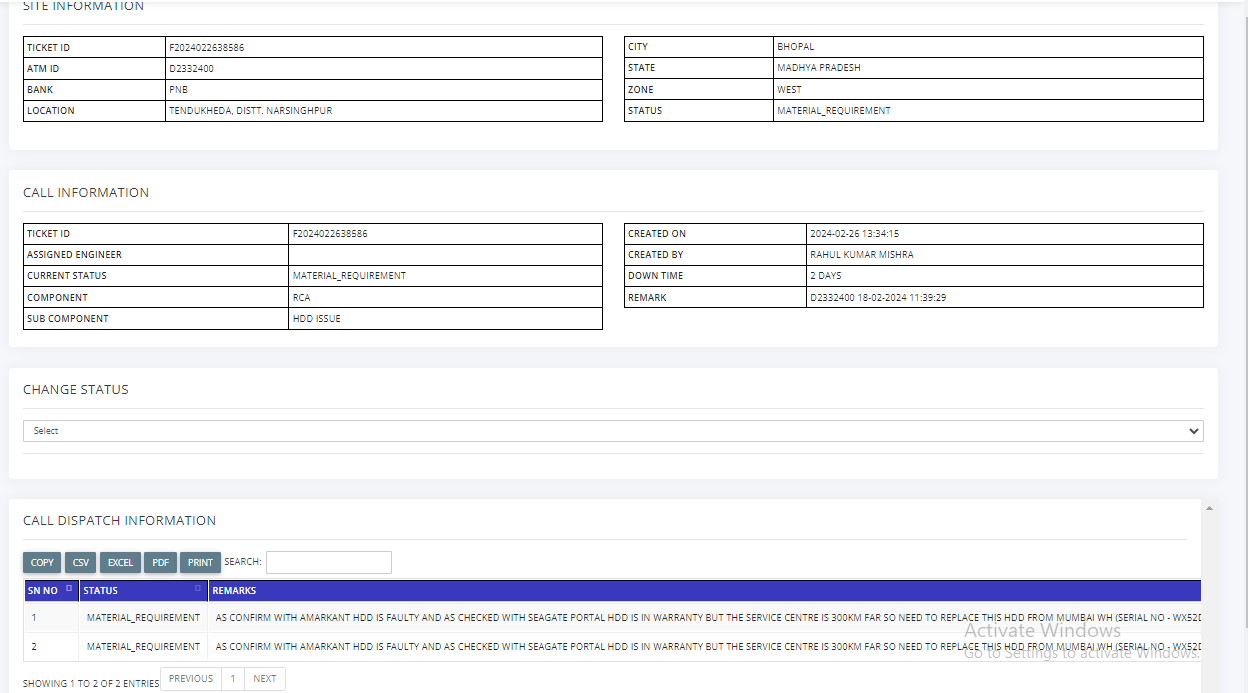 SITE INFORMATION
TICKET ID F2024022638586
ATM ID D2332400
BANK PNB
LOCATION TENDUKHEDA, DISTT. NARSINGHPUR
CITY BHOPAL
STATE MADHYA PRADESH
ZONE WEST
STATUS MATERIAL_REQUIREMENT
CALL INFORMATION
TICKET ID F2024022638586
ASSIGNED ENGINEER
CURRENT STATUS MATERIAL_REQUIREMENT
COMPONENT RCA
SUB COMPONENT HDD ISSUE
CREATED ON 2024-02-26 13:34:15
CREATED BY RAHUL KUMAR MISHRA
DOWN TIME 2 DAYS
REMARK D2332400 18-02-2024 11:39:29
CHANGE STATUS
Select
CALL DISPATCH INFORMATION
COPY CSV EXCEL PDF PRINT SEARCH:
SN NO STATUS REMARKS
1 MATERIAL_REQUIREMENT AS CONFIRM WITH AMARKANT HDD IS FAULTY AND AS CHECKED WITH SEAGATE PORTAL HDD IS IN WARRANTY BUT THE SERVICE CENTRE IS 300KM FAR SO NEED TO REPLACE THIS HDD FROM MUMBAI WH (SERIAL NO - WX52D
2 MATERIAL_REQUIREMENT AS CONFIRM WITH AMARKANT HDD IS FAULTY AND AS CHECKED WITH SEAGATE PORTAL HDD IS IN WARRANTY BUT THE SERVICE CENTRE IS 300KM FAR SO NEED TO REPLACE THIS HDD FROM MUMBAI WH (SERIAL NO - WX52D
Activate Windows
Go to Settings to activate Windows.
SHOWING 1 TO 2 OF 2 ENTRIES PREVIOUS 1 NEXT